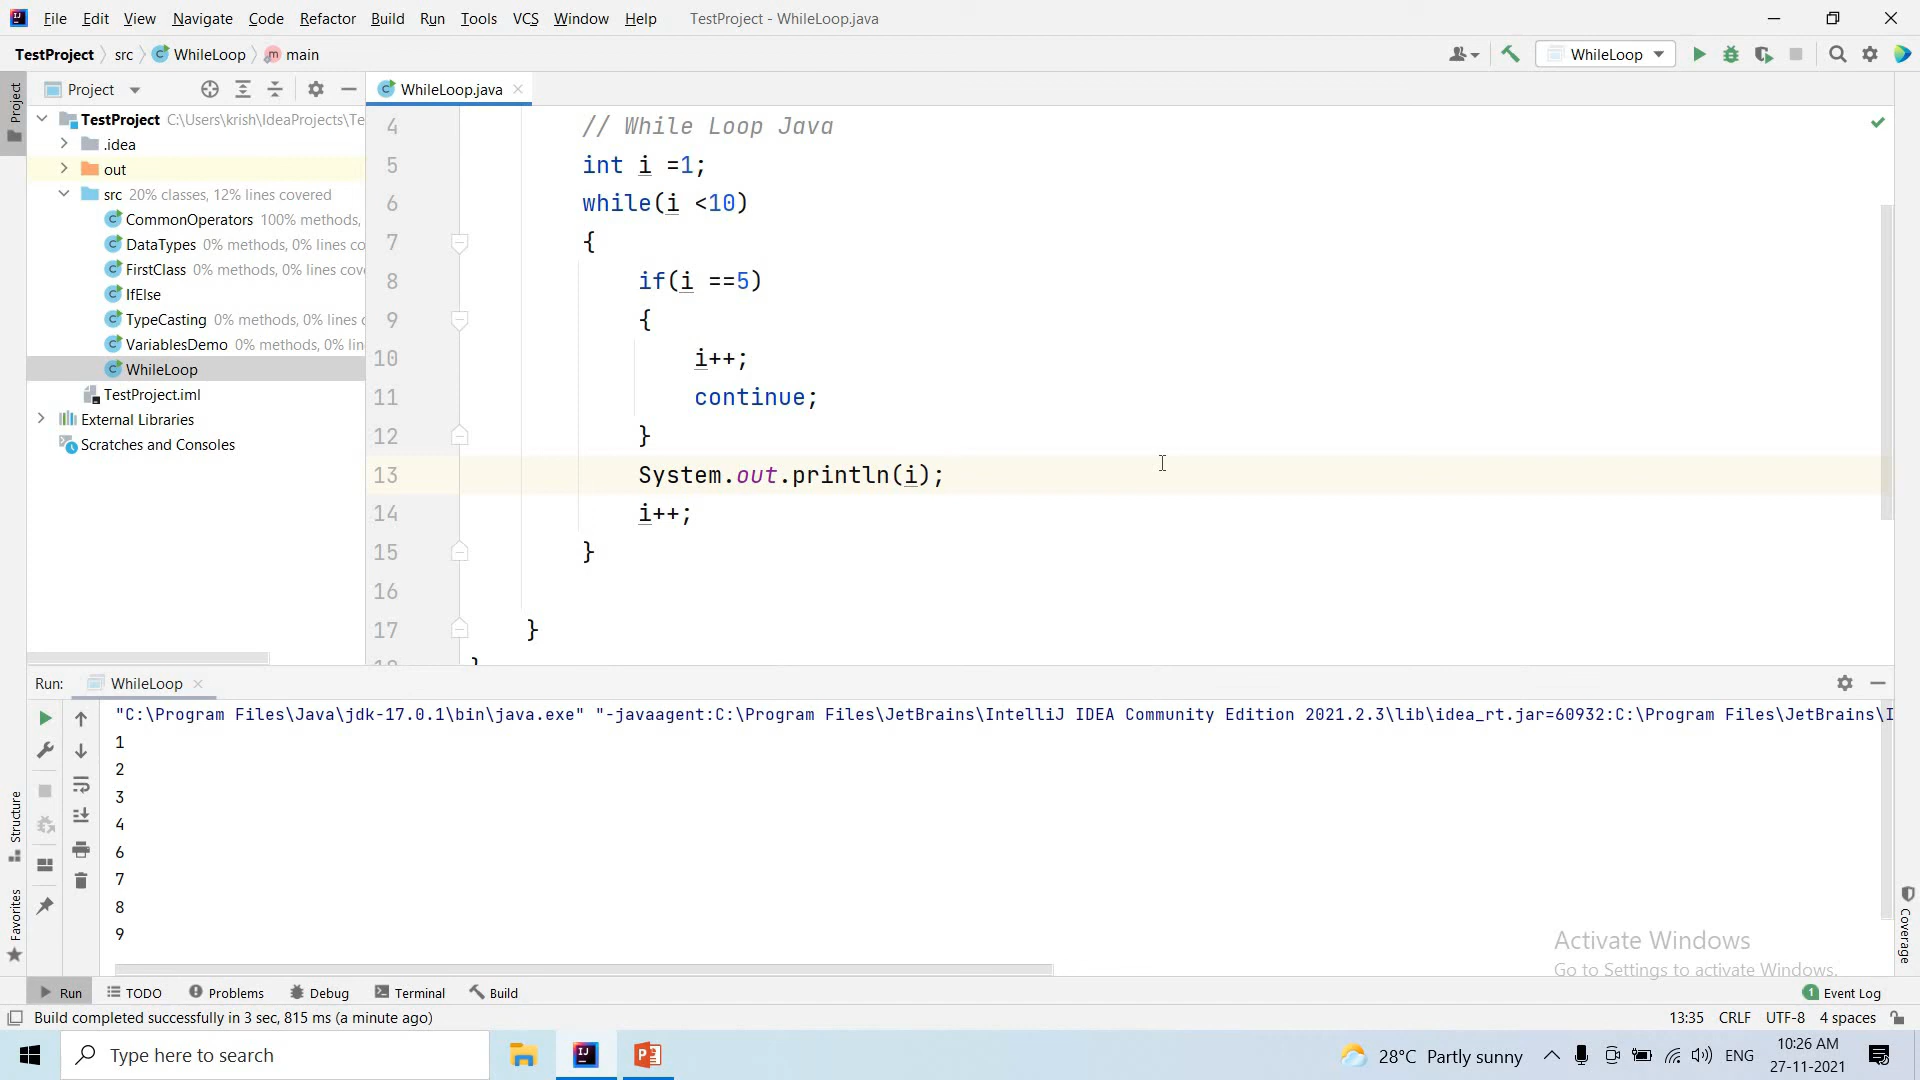 File Edit View Navigate Code Refactor Build Run Tools VCS Window Help TestProject - WhileLoop.java
TestProject src WhileLoop main WhileLoop
Project WhileLoop.java
Project
TestProject C:\Users\krish\IdeaProjects\Te
.idea
out
src 20% classes, 12% lines covered
CommonOperators 100% methods,
DataTypes 0% methods, 0% lines co
FirstClass 0% methods, 0% lines cov
IfElse
TypeCasting 0% methods, 0% lines c
VariablesDemo 0% methods, 0% lin
WhileLoop
TestProject.iml
External Libraries
Scratches and Consoles
4 // While Loop Java
5 int i =1;
6 while(i <10)
7 {
8 if(i ==5)
9 {
10 i++;
11 continue;
12 }
13 System.out.println(i);
14 i++;
15 }
16
17 }
Run: WhileLoop
"C:\Program Files\Java\jdk-17.0.1\bin\java.exe" "-javaagent:C:\Program Files\JetBrains\IntelliJ IDEA Community Edition 2021.2.3\lib\idea_rt.jar=60932:C:\Program Files\JetBrains\I
1
2
3
4
6
7
8
9
Structure
Favorites
Coverage
Activate Windows
Go to Settings to activate Windows.
Run TODO Problems Debug Terminal Build 1 Event Log
Build completed successfully in 3 sec, 815 ms (a minute ago) 13:35 CRLF UTF-8 4 spaces
Type here to search 28°C Partly sunny ENG 10:26 AM
27-11-2021